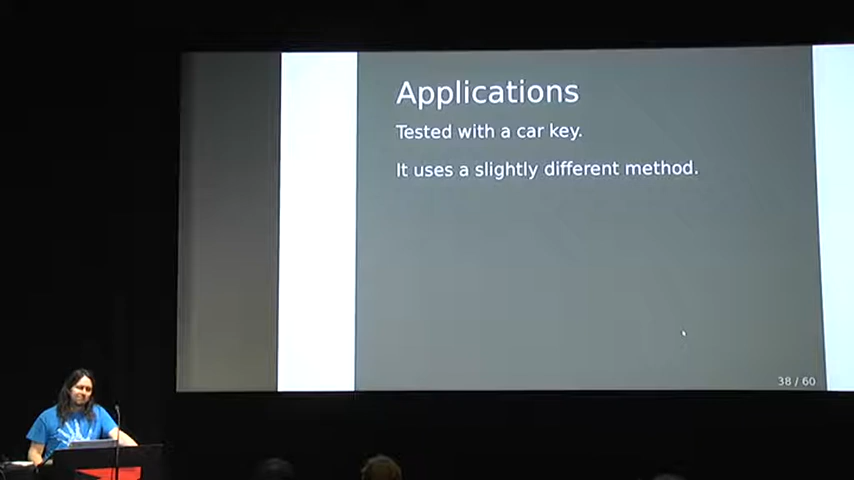 Applications
Tested with a car key.
It uses a slightly different method.
38 / 60